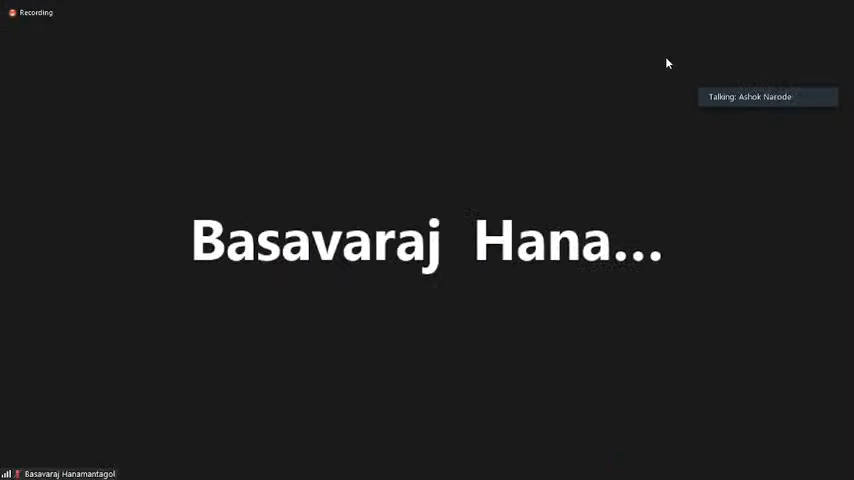 Recording
Talking: Ashok Narode
Basavaraj Hana...
Basavaraj Hanamantagol